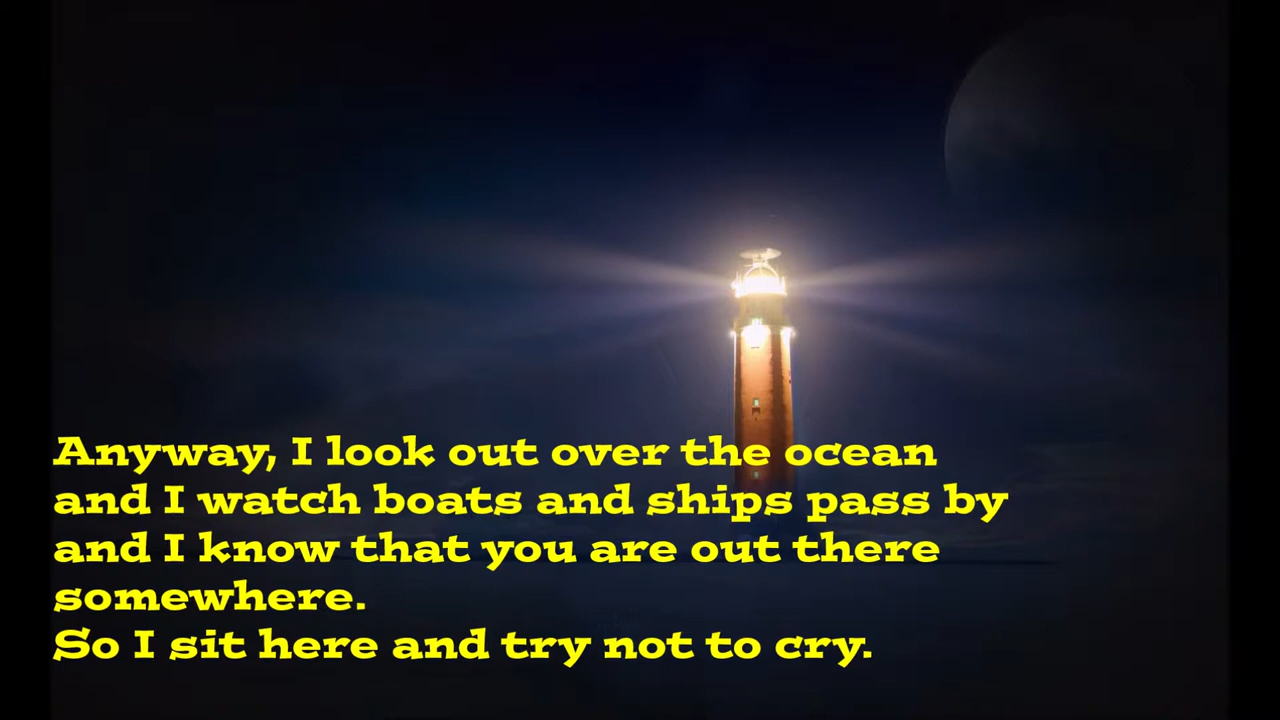 Anyway, I look out over the ocean
and I watch boats and ships pass by
and I know that you are out there
somewhere.
So I sit here and try not to cry.